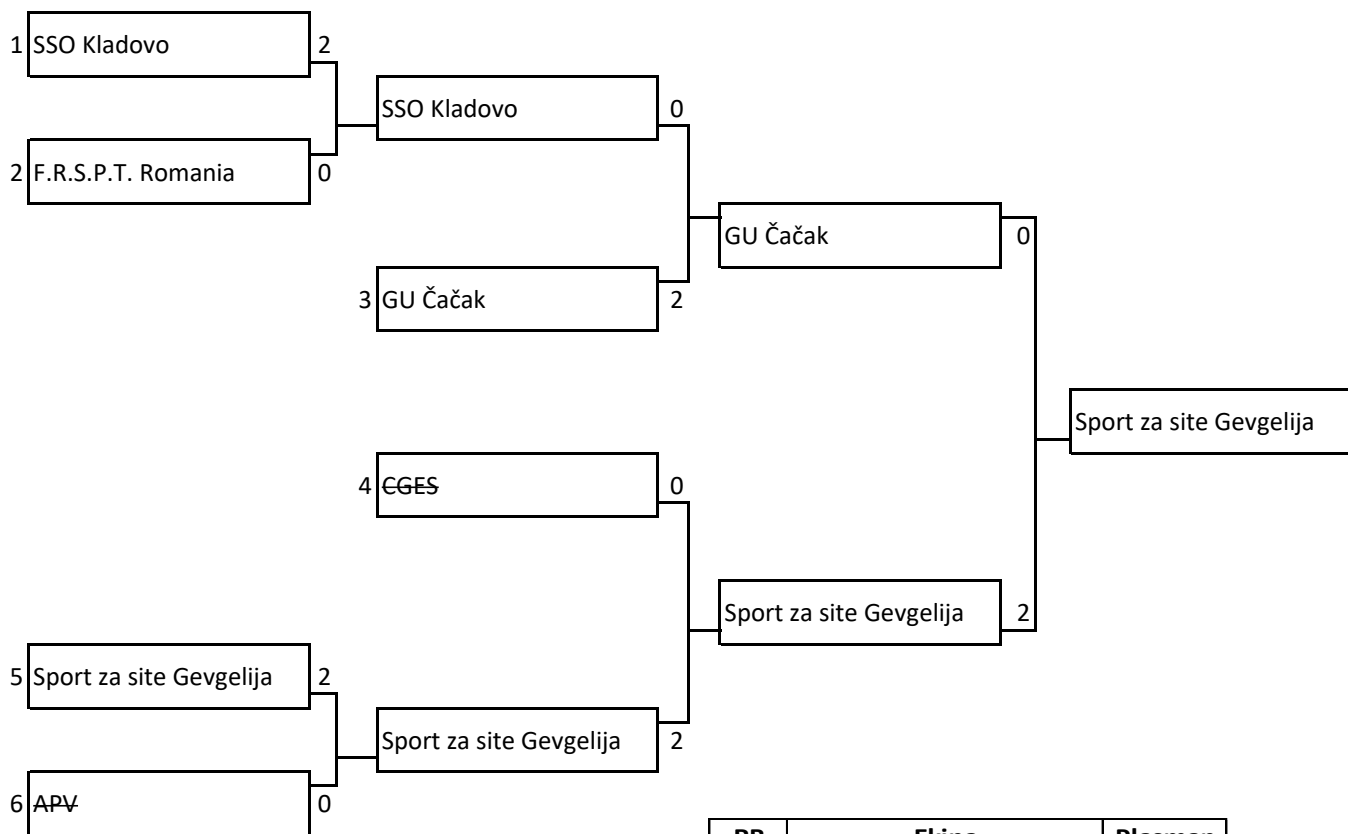 1 SSO Kladovo 2
SSO Kladovo 0
2 F.R.S.P.T. Romania 0
GU Čačak 0
3 GU Čačak 2
Sport za site Gevgelija
4 CGES 0
Sport za site Gevgelija 2
5 Sport za site Gevgelija 2
Sport za site Gevgelija 2
6 APV 0
RB Ekipa Plasman